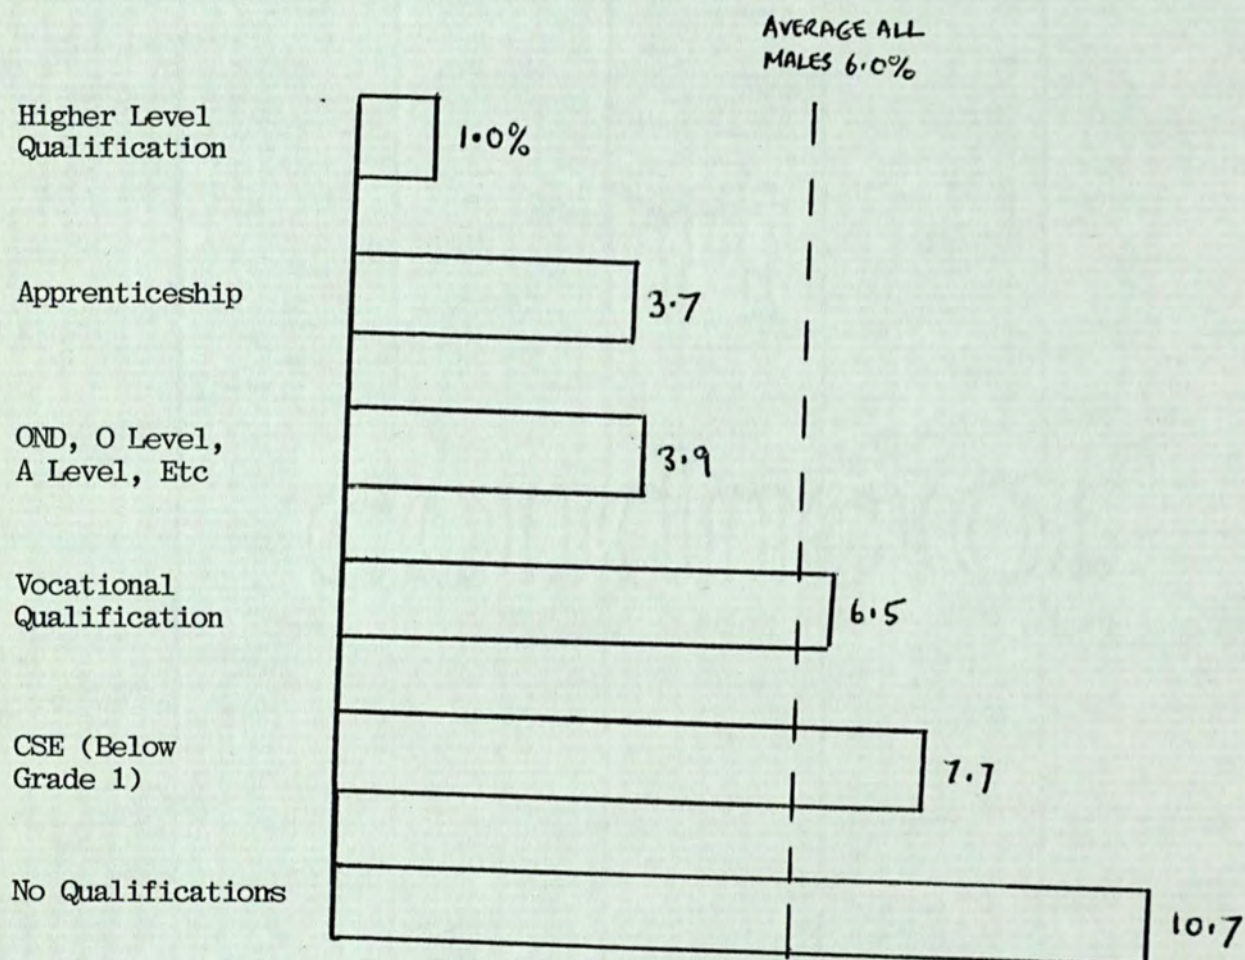 AVERAGE ALL
MALES 6.0%
Higher Level
Qualification
1.0%
Apprenticeship
3.7
OND, O Level,
A Level, Etc
3.9
Vocational
Qualification
6.5
CSE (Below
Grade 1)
7.7
No Qualifications
10.7